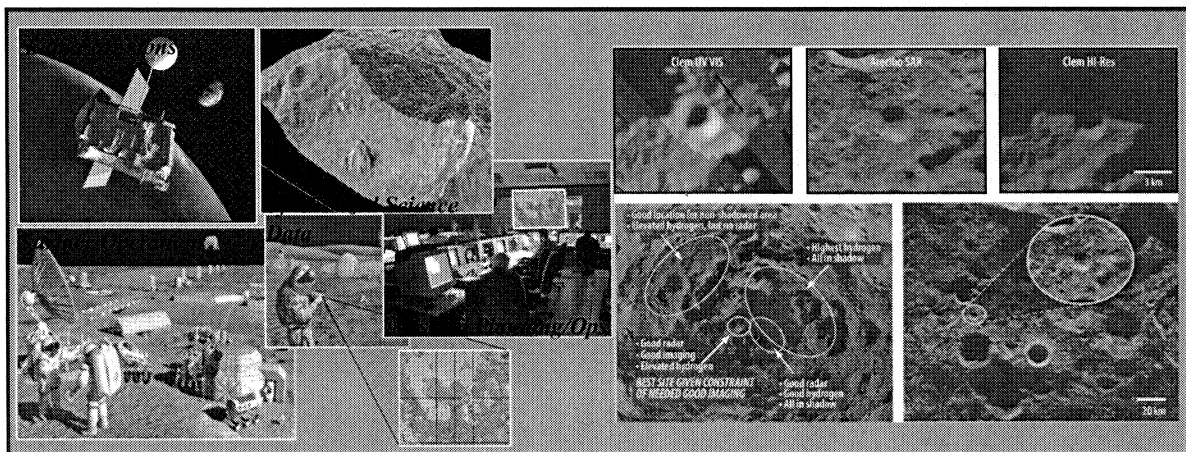 ons
Science
Data
Clem UV VIS
Arecibo SAR
Clem HI-Res
1 km
• Good location for non-shadowed area
• Elevated hydrogen, but no radar
• Highest hydrogen
• All in shadow
• Good radar
• Good imaging
• Elevated hydrogen
BEST SITE GIVEN CONSTRAINT
OF NEEDED GOOD IMAGING
• Good radar
• Good hydrogen
• All in shadow
20 km